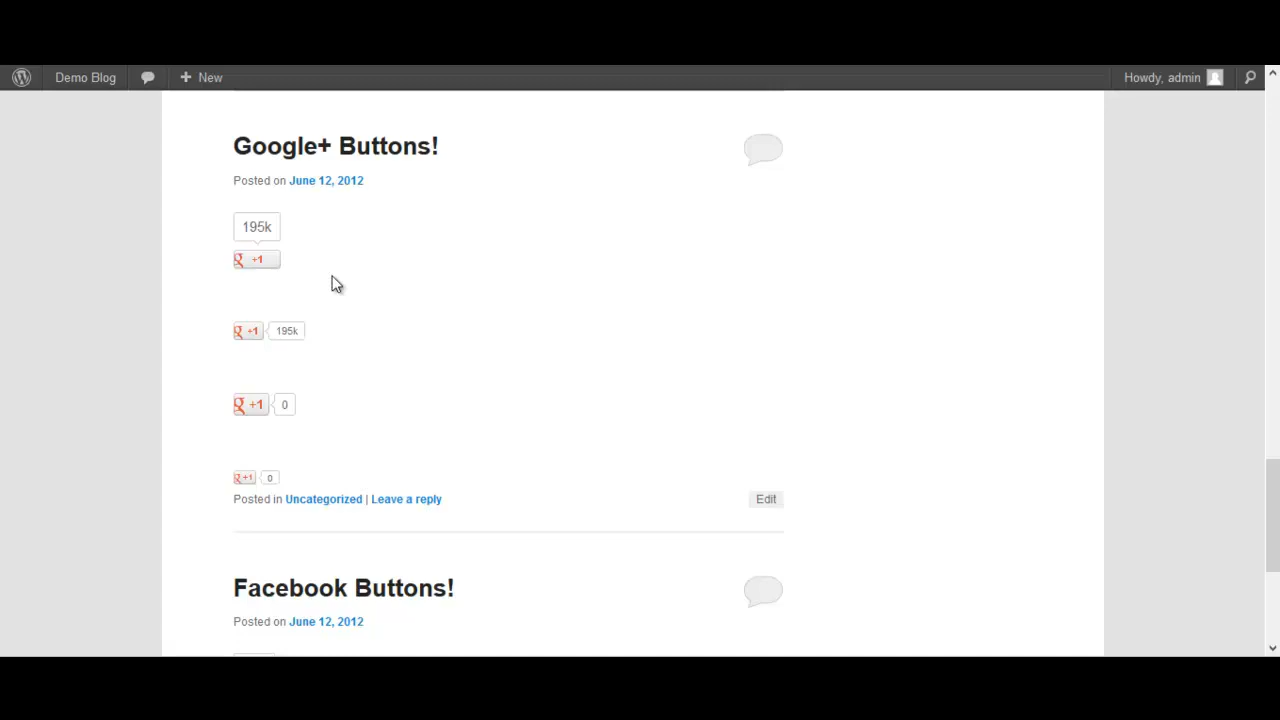 Demo Blog + New Howdy, admin
Google+ Buttons!
Posted on June 12, 2012
195k
g +1
g +1 195k
g +1 0
g +1 0
Posted in Uncategorized | Leave a reply Edit
Facebook Buttons!
Posted on June 12, 2012